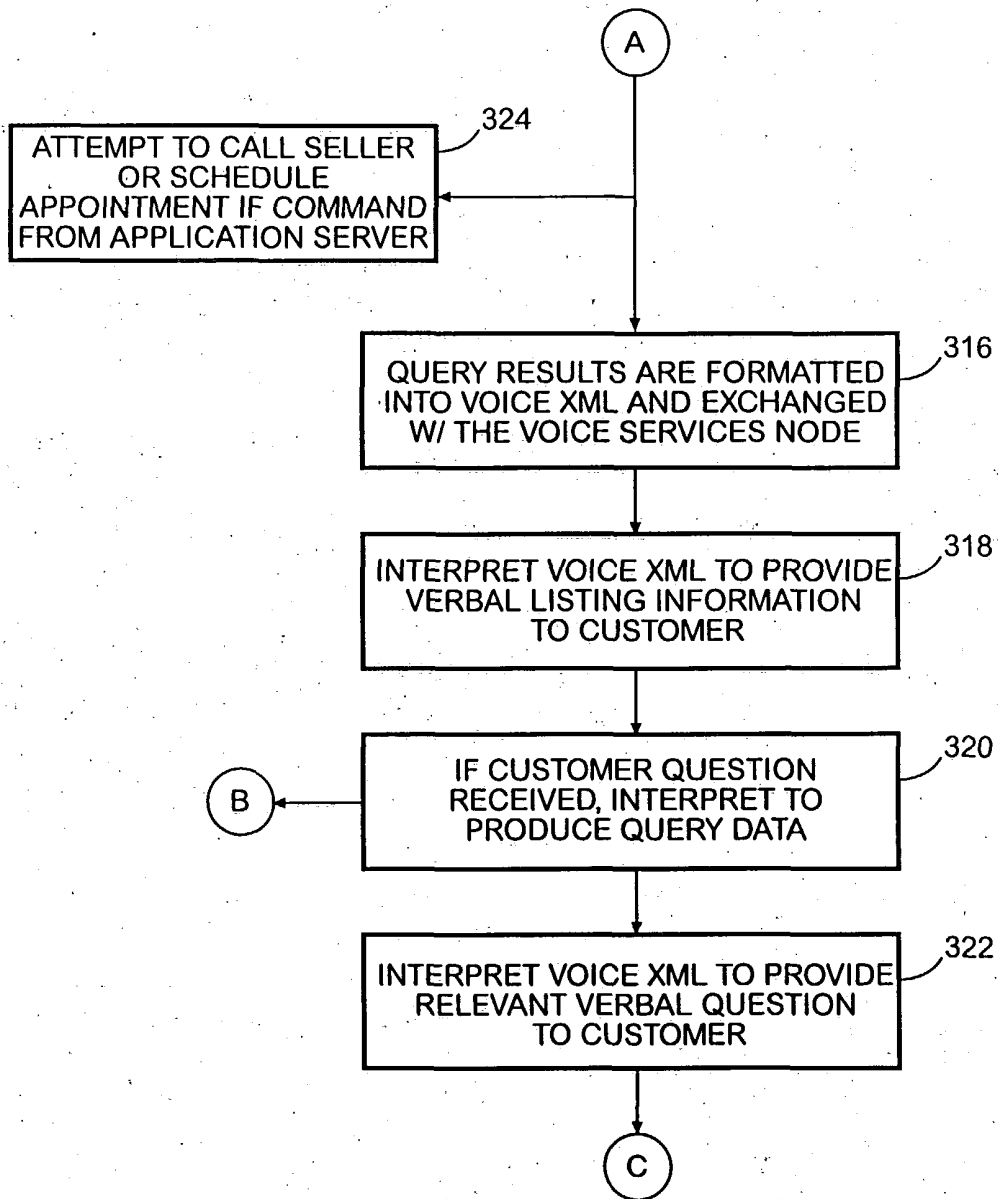 A
324
ATTEMPT TO CALL SELLER
OR SCHEDULE
APPOINTMENT IF COMMAND
FROM APPLICATION SERVER
316
QUERY RESULTS ARE FORMATTED
INTO VOICE XML AND EXCHANGED
W/ THE VOICE SERVICES NODE
318
INTERPRET VOICE XML TO PROVIDE
VERBAL LISTING INFORMATION
TO CUSTOMER
320
IF CUSTOMER QUESTION
RECEIVED, INTERPRET TO
PRODUCE QUERY DATA
B
322
INTERPRET VOICE XML TO PROVIDE
RELEVANT VERBAL QUESTION
TO CUSTOMER
C